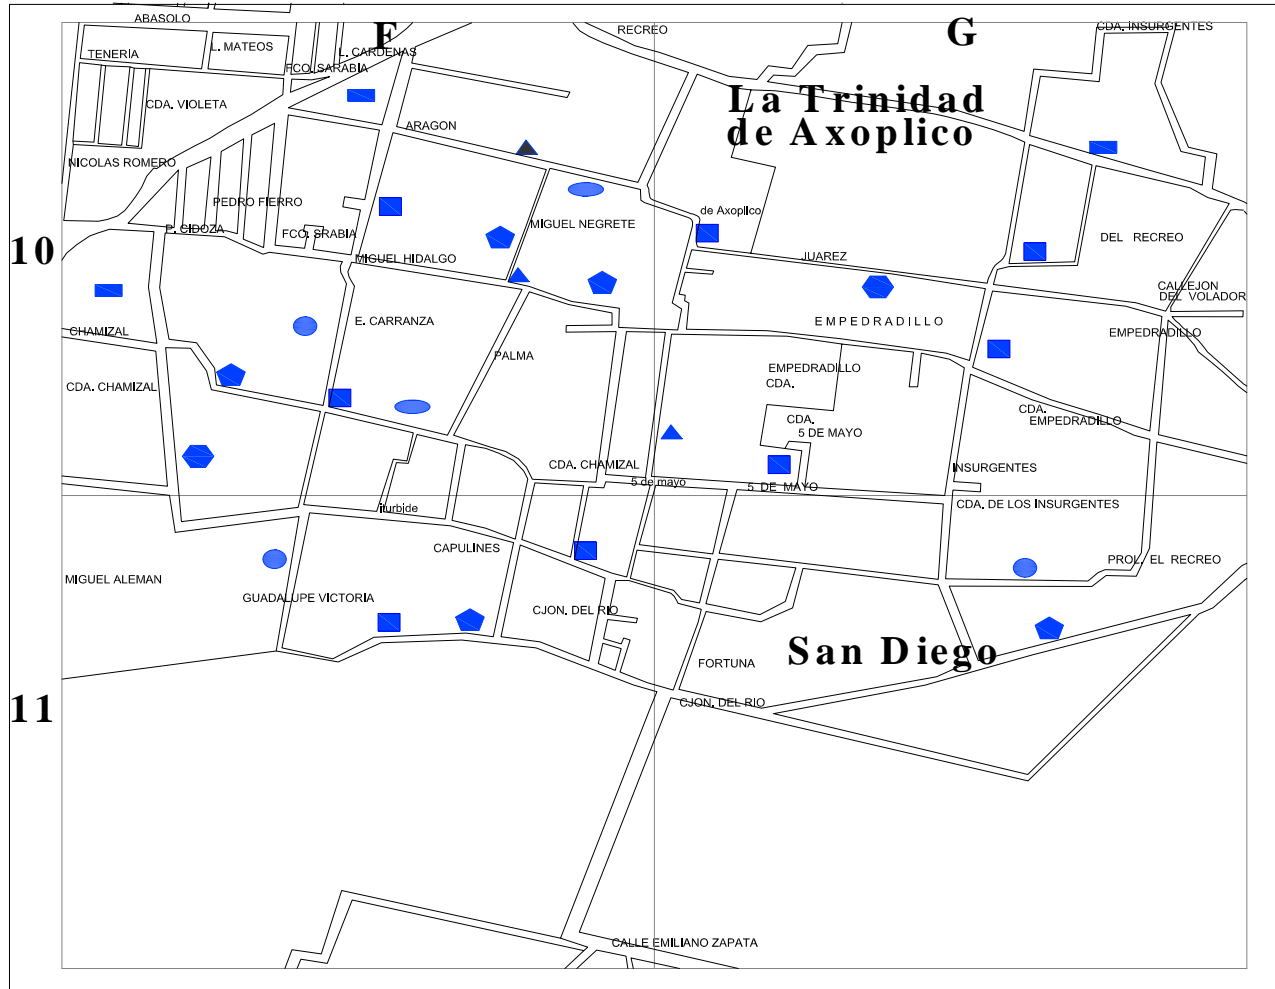 ABASOLO
F
G
RECREO
CDA. INSURGENTES
TENERIA
L. MATEOS
L. CARDENAS
FCO. SARABIA
CDA. VIOLETA
La Trinidad
de Axoplico
ARAGON
NICOLAS ROMERO
PEDRO FIERRO
de Axoplico
P. CIDOZA
FCO. SRABIA
MIGUEL NEGRETE
DEL RECREO
10
MIGUEL HIDALGO
JUAREZ
CALLEJON
DEL VOLADOR
CHAMIZAL
E. CARRANZA
EMPEDRADILLO
EMPEDRADILLO
PALMA
EMPEDRADILLO
CDA.
CDA. CHAMIZAL
CDA.
EMPEDRADILLO
CDA.
5 DE MAYO
CDA. CHAMIZAL
INSURGENTES
5 de mayo
5 DE MAYO
iturbide
CDA. DE LOS INSURGENTES
CAPULINES
PROL. EL RECREO
MIGUEL ALEMAN
GUADALUPE VICTORIA
CJON. DEL RIO
San Diego
FORTUNA
11
CJON. DEL RIO
CALLE EMILIANO ZAPATA